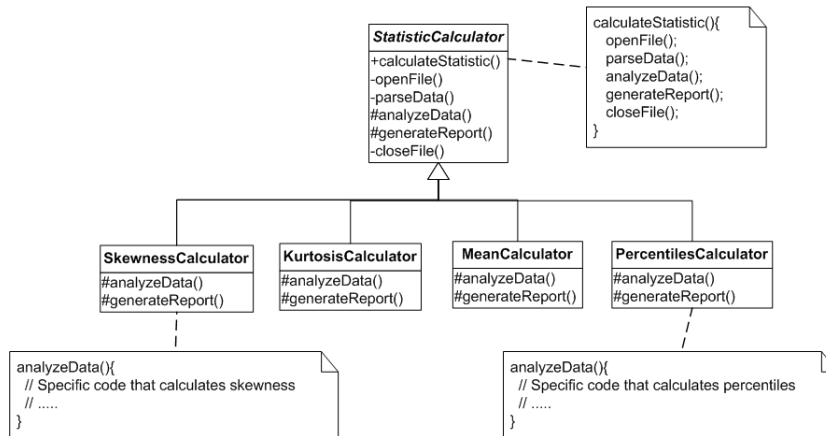 StatisticCalculator
+calculateStatistic()
-openFile()
-parseData()
#analyzeData()
#generateReport()
-closeFile()
calculateStatistic(){
openFile();
parseData();
analyzeData();
generateReport();
closeFile();
}
SkewnessCalculator
#analyzeData()
#generateReport()
KurtosisCalculator
#analyzeData()
#generateReport()
MeanCalculator
#analyzeData()
#generateReport()
PercentilesCalculator
#analyzeData()
#generateReport()
analyzeData(){
// Specific code that calculates skewness
// .....
}
analyzeData(){
// Specific code that calculates percentiles
// .....
}